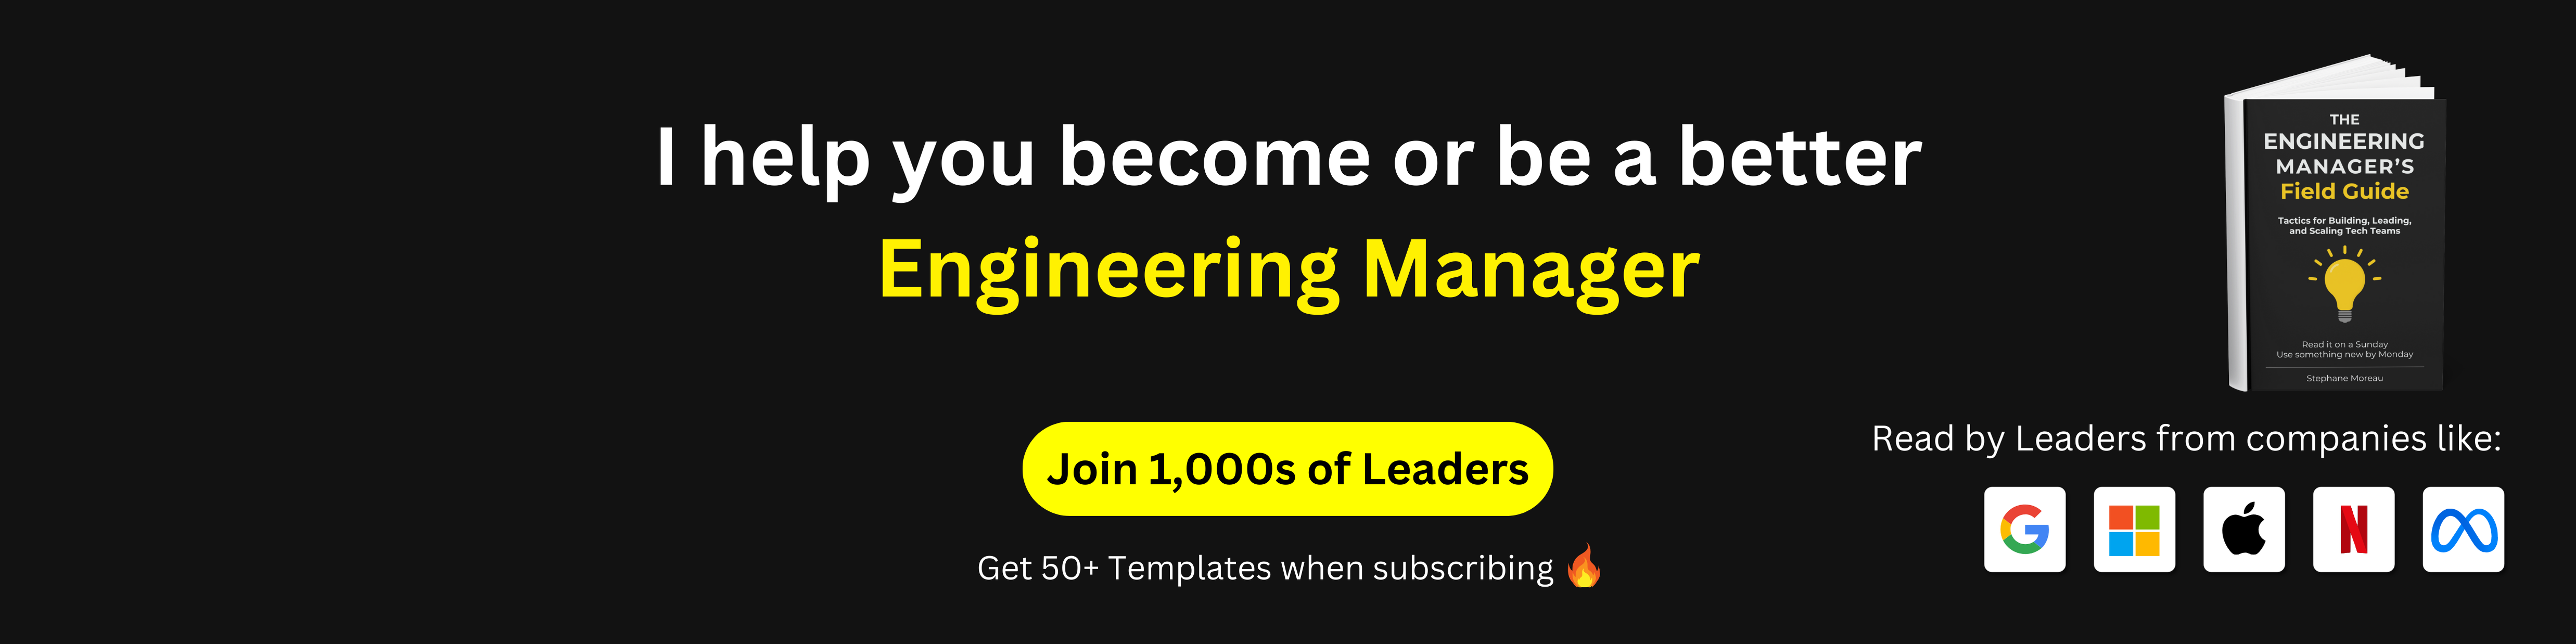 I help you become or be a better
Engineering Manager
Join 1,000s of Leaders
Get 50+ Templates when subscribing
THE
ENGINEERING
MANAGER'S
Field Guide
Tactics for Building, Leading,
and Scaling Tech Teams
Read it on a Sunday
Use something new by Monday
Stephane Moreau
Read by Leaders from companies like: